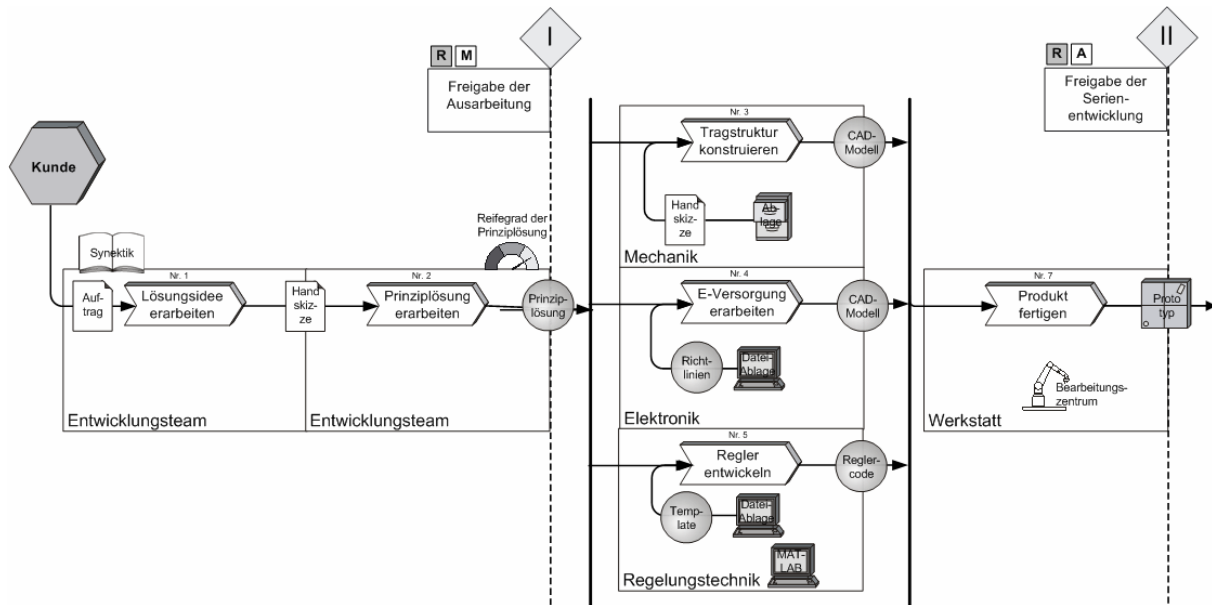 I
II
R M
Freigabe der
Ausarbeitung
R A
Freigabe der
Serien-
entwicklung
Kunde
Synektik
Reifegrad der
Prinziplösung
Nr. 1
Auf-
trag
Lösungsidee
erarbeiten
Entwicklungsteam
Hand
skiz-
ze
Nr. 2
Prinziplösung
erarbeiten
Prinzip-
lösung
Entwicklungsteam
Nr. 3
Tragstruktur
konstruieren
CAD-
Modell
Hand
skiz-
ze
Ab-
lage
Mechanik
Nr. 4
E-Versorgung
erarbeiten
CAD-
Modell
Richt-
linien
Datei-
Ablage
Elektronik
Nr. 5
Regler
entwickeln
Regler-
code
Temp-
late
Datei-
Ablage
MAT-
LAB
Regelungstechnik
Nr. 7
Produkt
fertigen
Proto
typ
Bearbeitungs-
zentrum
Werkstatt